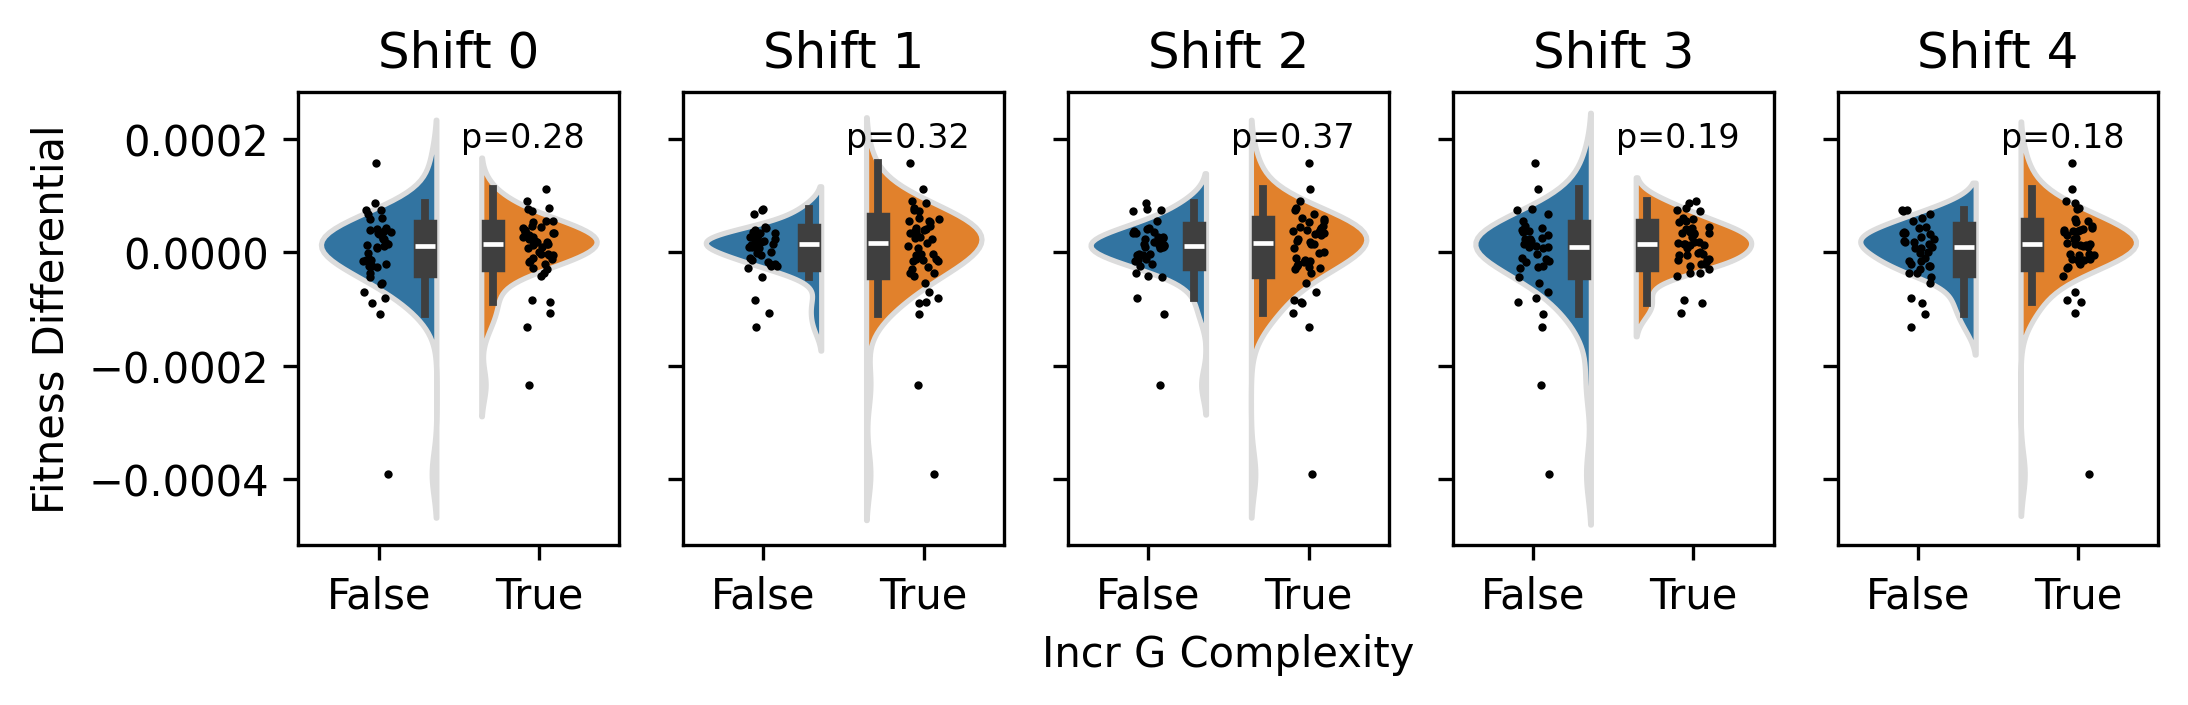 Shift 0 Shift 1 Shift 2 Shift 3 Shift 4
p=0.28 p=0.32 p=0.37 p=0.19 p=0.18
Fitness Differential
0.0002
0.0000
−0.0002
−0.0004
False True False True False True False True False True
Incr G Complexity